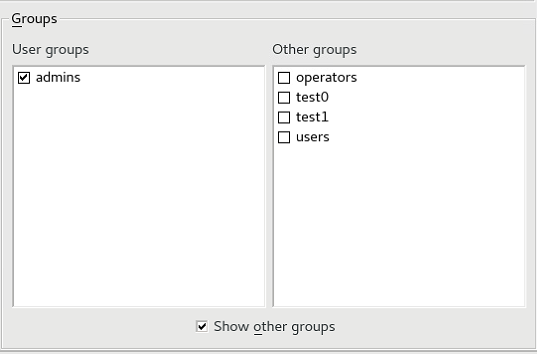 Groups
User groups
Other groups
admins
operators
test0
test1
users
Show other groups